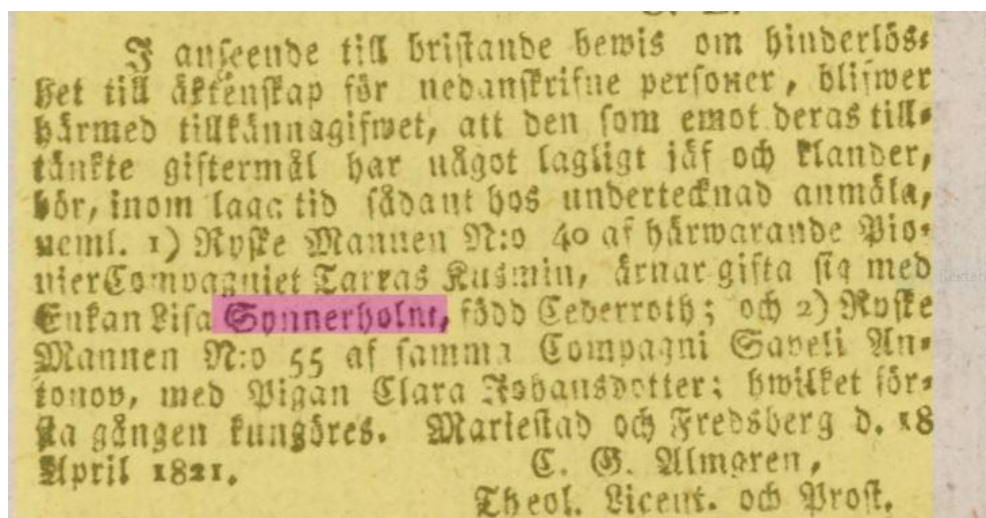 I anseende till bristande bewis om hinderlös-
het till äktenskap för nedanskrifne personer, blifwer
härmed tillkännagifwet, att den som emot deras till-
tänkte giftermål har något lagligt jäf och klander,
bör, inom laga tid sådant hos undertecknad anmäla,
neml. 1) Ryske Mannen N:o 40 af härwarande Pio-
nierCompagniet Tarras Kusmin, ärnar gifta sig med
Enkan Lisa Synnerholm, född Cederroth; och 2) Ryske
Mannen N:o 55 af samma Compagni Saveli An-
tonov, med Pigan Clara Johansdotter; hwilket för-
sta gången kungöres. Mariestad och Fredsberg d. 18
April 1821.
C. G. Almgren,
Theol. Licent. och Prost.